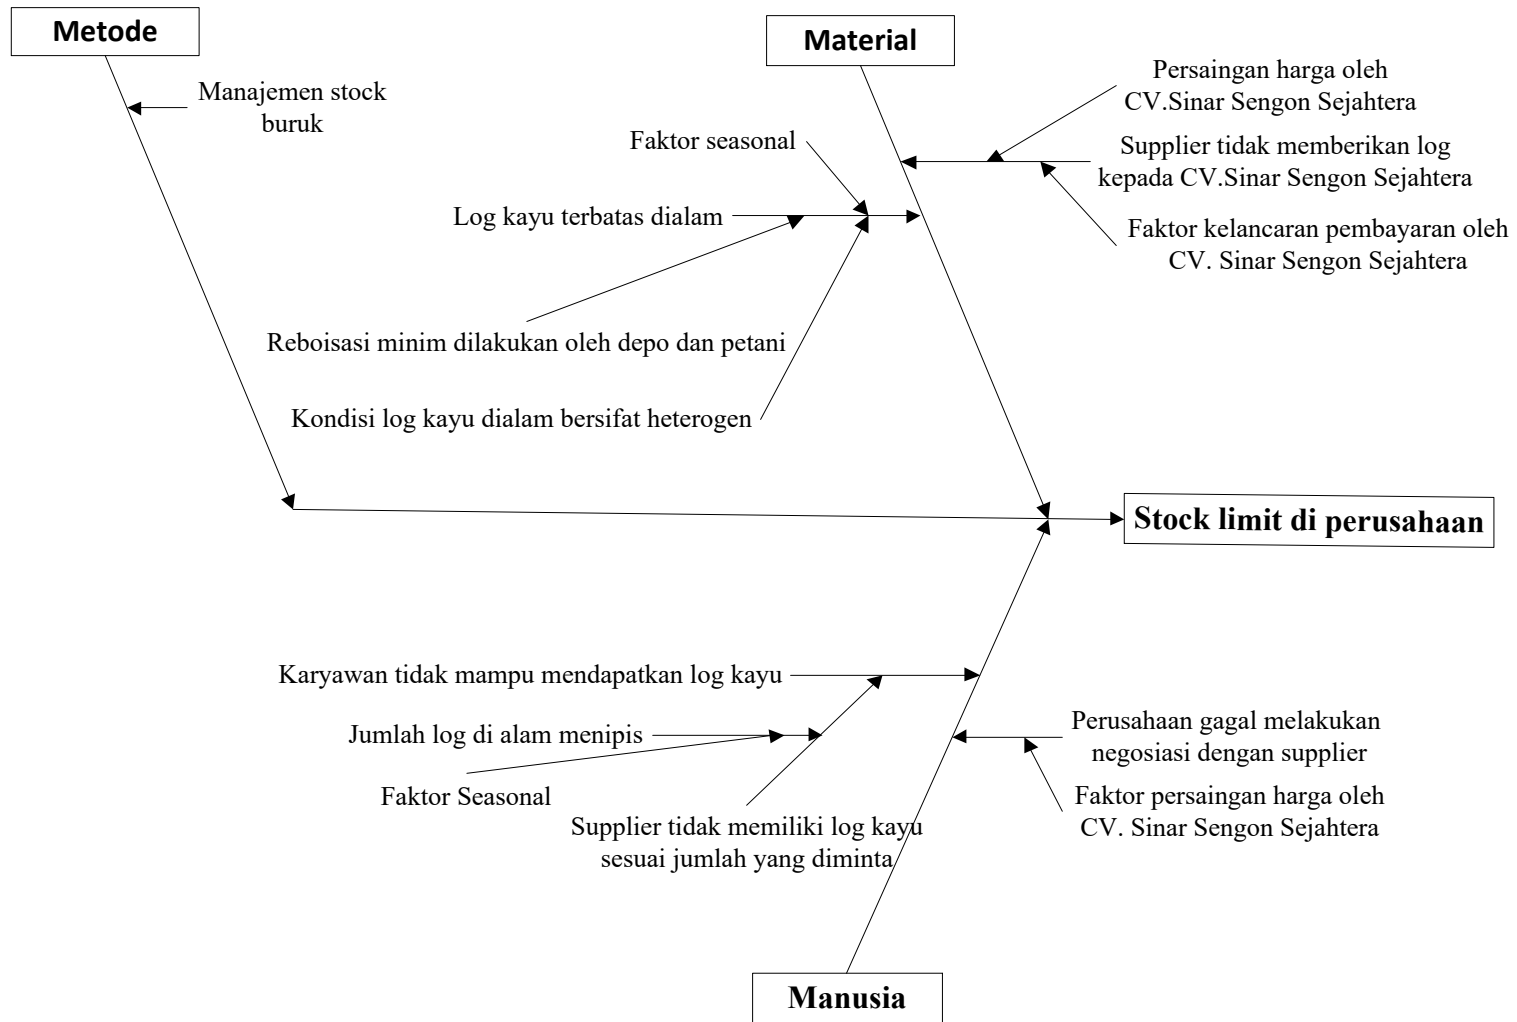 Metode
Material
Manajemen stock
buruk
Persaingan harga oleh
CV.Sinar Sengon Sejahtera
Faktor seasonal
Supplier tidak memberikan log
kepada CV.Sinar Sengon Sejahtera
Log kayu terbatas dialam
Faktor kelancaran pembayaran oleh
CV. Sinar Sengon Sejahtera
Reboisasi minim dilakukan oleh depo dan petani
Kondisi log kayu dialam bersifat heterogen
Stock limit di perusahaan
Karyawan tidak mampu mendapatkan log kayu
Jumlah log di alam menipis
Perusahaan gagal melakukan
negosiasi dengan supplier
Faktor Seasonal
Faktor persaingan harga oleh
CV. Sinar Sengon Sejahtera
Supplier tidak memiliki log kayu
sesuai jumlah yang diminta
Manusia